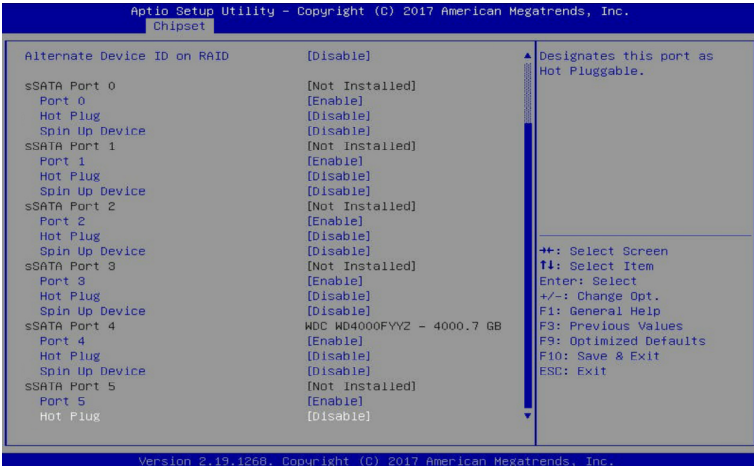 Aptio Setup Utility – Copyright (C) 2017 American Megatrends, Inc.
Chipset
Alternate Device ID on RAID [Disable]
sSATA Port 0 [Not Installed]
Port 0 [Enable]
Hot Plug [Disable]
Spin Up Device [Disable]
sSATA Port 1 [Not Installed]
Port 1 [Enable]
Hot Plug [Disable]
Spin Up Device [Disable]
sSATA Port 2 [Not Installed]
Port 2 [Enable]
Hot Plug [Disable]
Spin Up Device [Disable]
sSATA Port 3 [Not Installed]
Port 3 [Enable]
Hot Plug [Disable]
Spin Up Device [Disable]
sSATA Port 4 WDC WD4000FYYZ – 4000.7 GB
Port 4 [Enable]
Hot Plug [Disable]
Spin Up Device [Disable]
sSATA Port 5 [Not Installed]
Port 5 [Enable]
Hot Plug [Disable]
Designates this port as
Hot Pluggable.
→←: Select Screen
↑↓: Select Item
Enter: Select
+/-: Change Opt.
F1: General Help
F3: Previous Values
F9: Optimized Defaults
F10: Save & Exit
ESC: Exit
Version 2.19.1268. Copyright (C) 2017 American Megatrends, Inc.